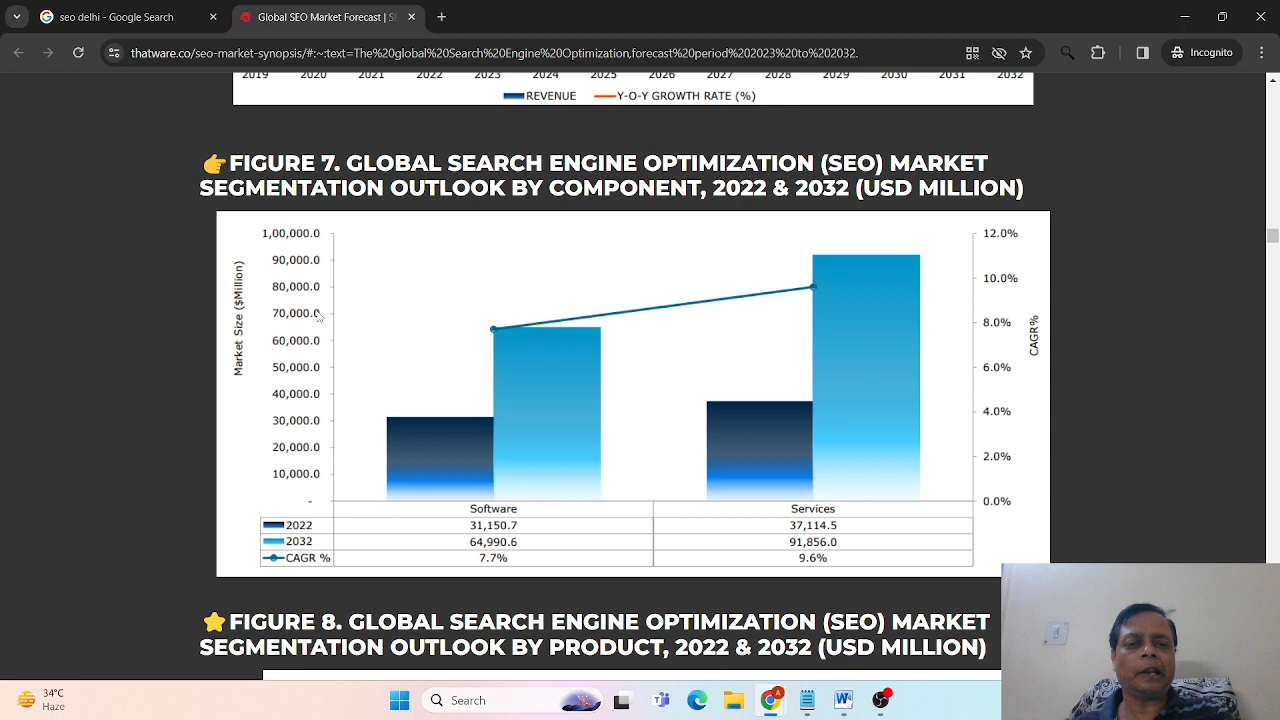 seo delhi - Google Search
Global SEO Market Forecast | S
thatware.co/seo-market-synopsis/#:~:text=The%20global%20Search%20Engine%20Optimization,forecast%20period%202023%20to%202032.
Incognito
2019 2020 2021 2022 2023 2024 2025 2026 2027 2028 2029 2030 2031 2032
REVENUE Y-O-Y GROWTH RATE (%)
👉FIGURE 7. GLOBAL SEARCH ENGINE OPTIMIZATION (SEO) MARKET
SEGMENTATION OUTLOOK BY COMPONENT, 2022 & 2032 (USD MILLION)
Market Size ($Million)
1,00,000.0
90,000.0
80,000.0
70,000.0
60,000.0
50,000.0
40,000.0
30,000.0
20,000.0
10,000.0
-
12.0%
10.0%
8.0%
6.0%
4.0%
2.0%
0.0%
CAGR%
Software Services
2022 31,150.7 37,114.5
2032 64,990.6 91,856.0
CAGR % 7.7% 9.6%
⭐FIGURE 8. GLOBAL SEARCH ENGINE OPTIMIZATION (SEO) MARKET
SEGMENTATION OUTLOOK BY PRODUCT, 2022 & 2032 (USD MILLION)
34°C
Haze
Search